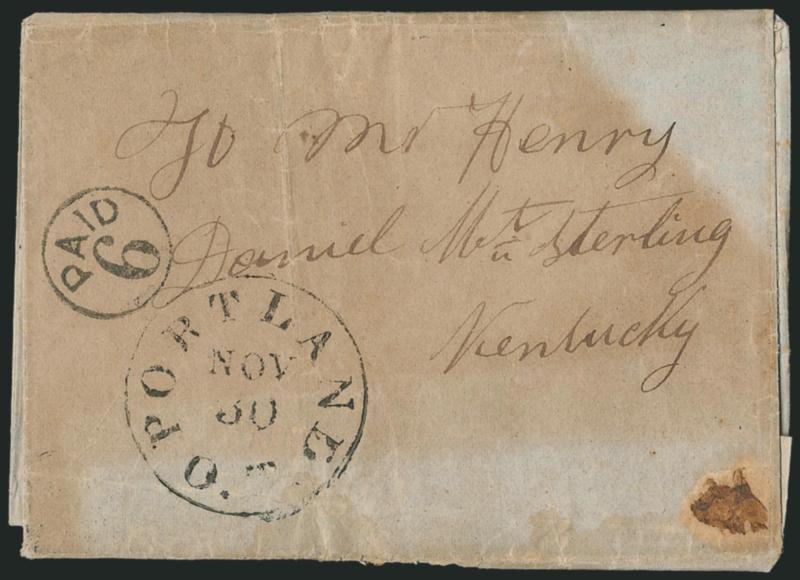 To Mr Henry
Daniel Mt Sterling
Kentucky
PAID
6
PORTLAND
NOV
30
O.T.